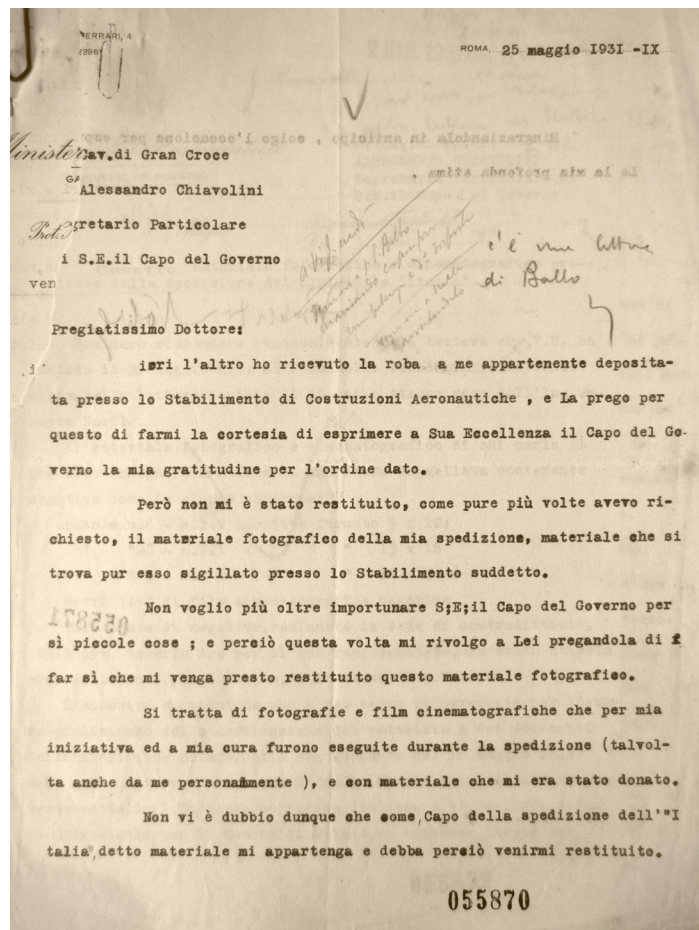 ERRARI, 4
ROMA, 25 maggio 1931 -IX
Minister
Cav.di Gran Croce
Alessandro Chiavolini
Prot.
retario Particolare
i S.E.il Capo del Governo
ven
c'è una lettera
di Balbo
Pregiatissimo Dottore:
ieri l'altro ho ricevuto la roba a me appartenente deposita-
ta presso lo Stabilimento di Costruzioni Aeronautiche , e La prego per
questo di farmi la cortesia di esprimere a Sua Eccellenza il Capo del Go-
verno la mia gratitudine per l'ordine dato.
Però non mi è stato restituito, come pure più volte avevo ri-
chiesto, il materiale fotografico della mia spedizione, materiale che si
trova pur esso sigillato presso lo Stabilimento suddetto.
Non voglio più oltre importunare S;E;il Capo del Governo per
sì piccole cose ; e perciò questa volta mi rivolgo a Lei pregandola di f
far sì che mi venga presto restituito questo materiale fotografico.
Si tratta di fotografie e film cinematografiche che per mia
iniziativa ed a mia cura furono eseguite durante la spedizione (talvol-
ta anche da me personalmente ), e con materiale che mi era stato donato.
Non vi è dubbio dunque che come, Capo della spedizione dell'"I
talia", detto materiale mi appartenga e debba perciò venirmi restituito.
055871
055870